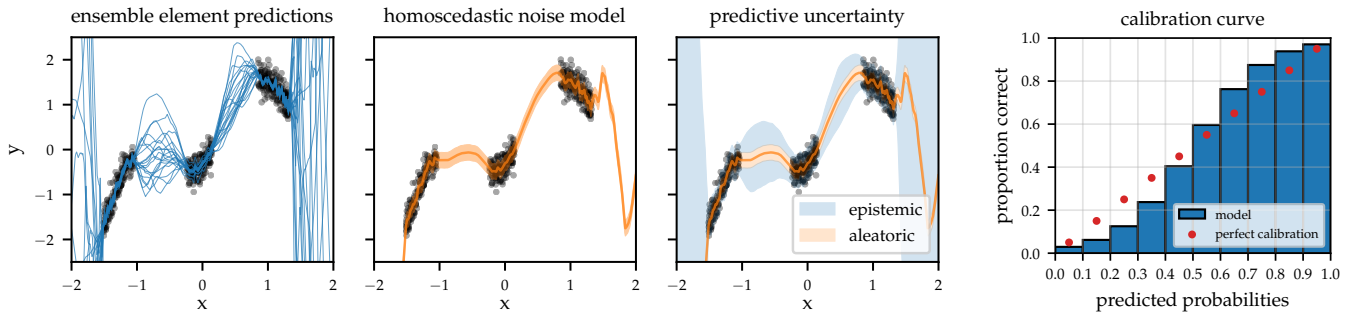 ensemble element predictions
y
2
1
0
−1
−2
−2
−1
0
1
2
x
homoscedastic noise model
−2
−1
0
1
2
x
predictive uncertainty
epistemic
aleatoric
−2
−1
0
1
2
x
calibration curve
proportion correct
1.0
0.8
0.6
0.4
0.2
0.0
model
perfect calibration
0.0 0.1 0.2 0.3 0.4 0.5 0.6 0.7 0.8 0.9 1.0
predicted probabilities